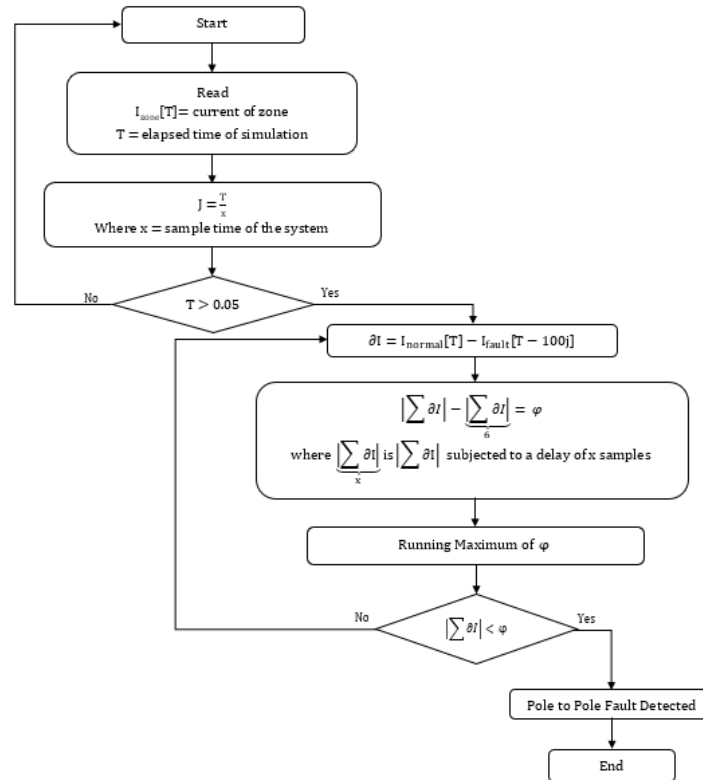 Start
Read
I_zone[T]= current of zone
T = elapsed time of simulation
J = T/x
Where x = sample time of the system
No
T > 0.05
Yes
∂I = I_normal[T] − I_fault[T − 100j]
|∑ ∂I| − |∑ ∂I| = φ
6
where |∑ ∂I| is |∑ ∂I| subjected to a delay of x samples
x
Running Maximum of φ
No
|∑ ∂I| < φ
Yes
Pole to Pole Fault Detected
End